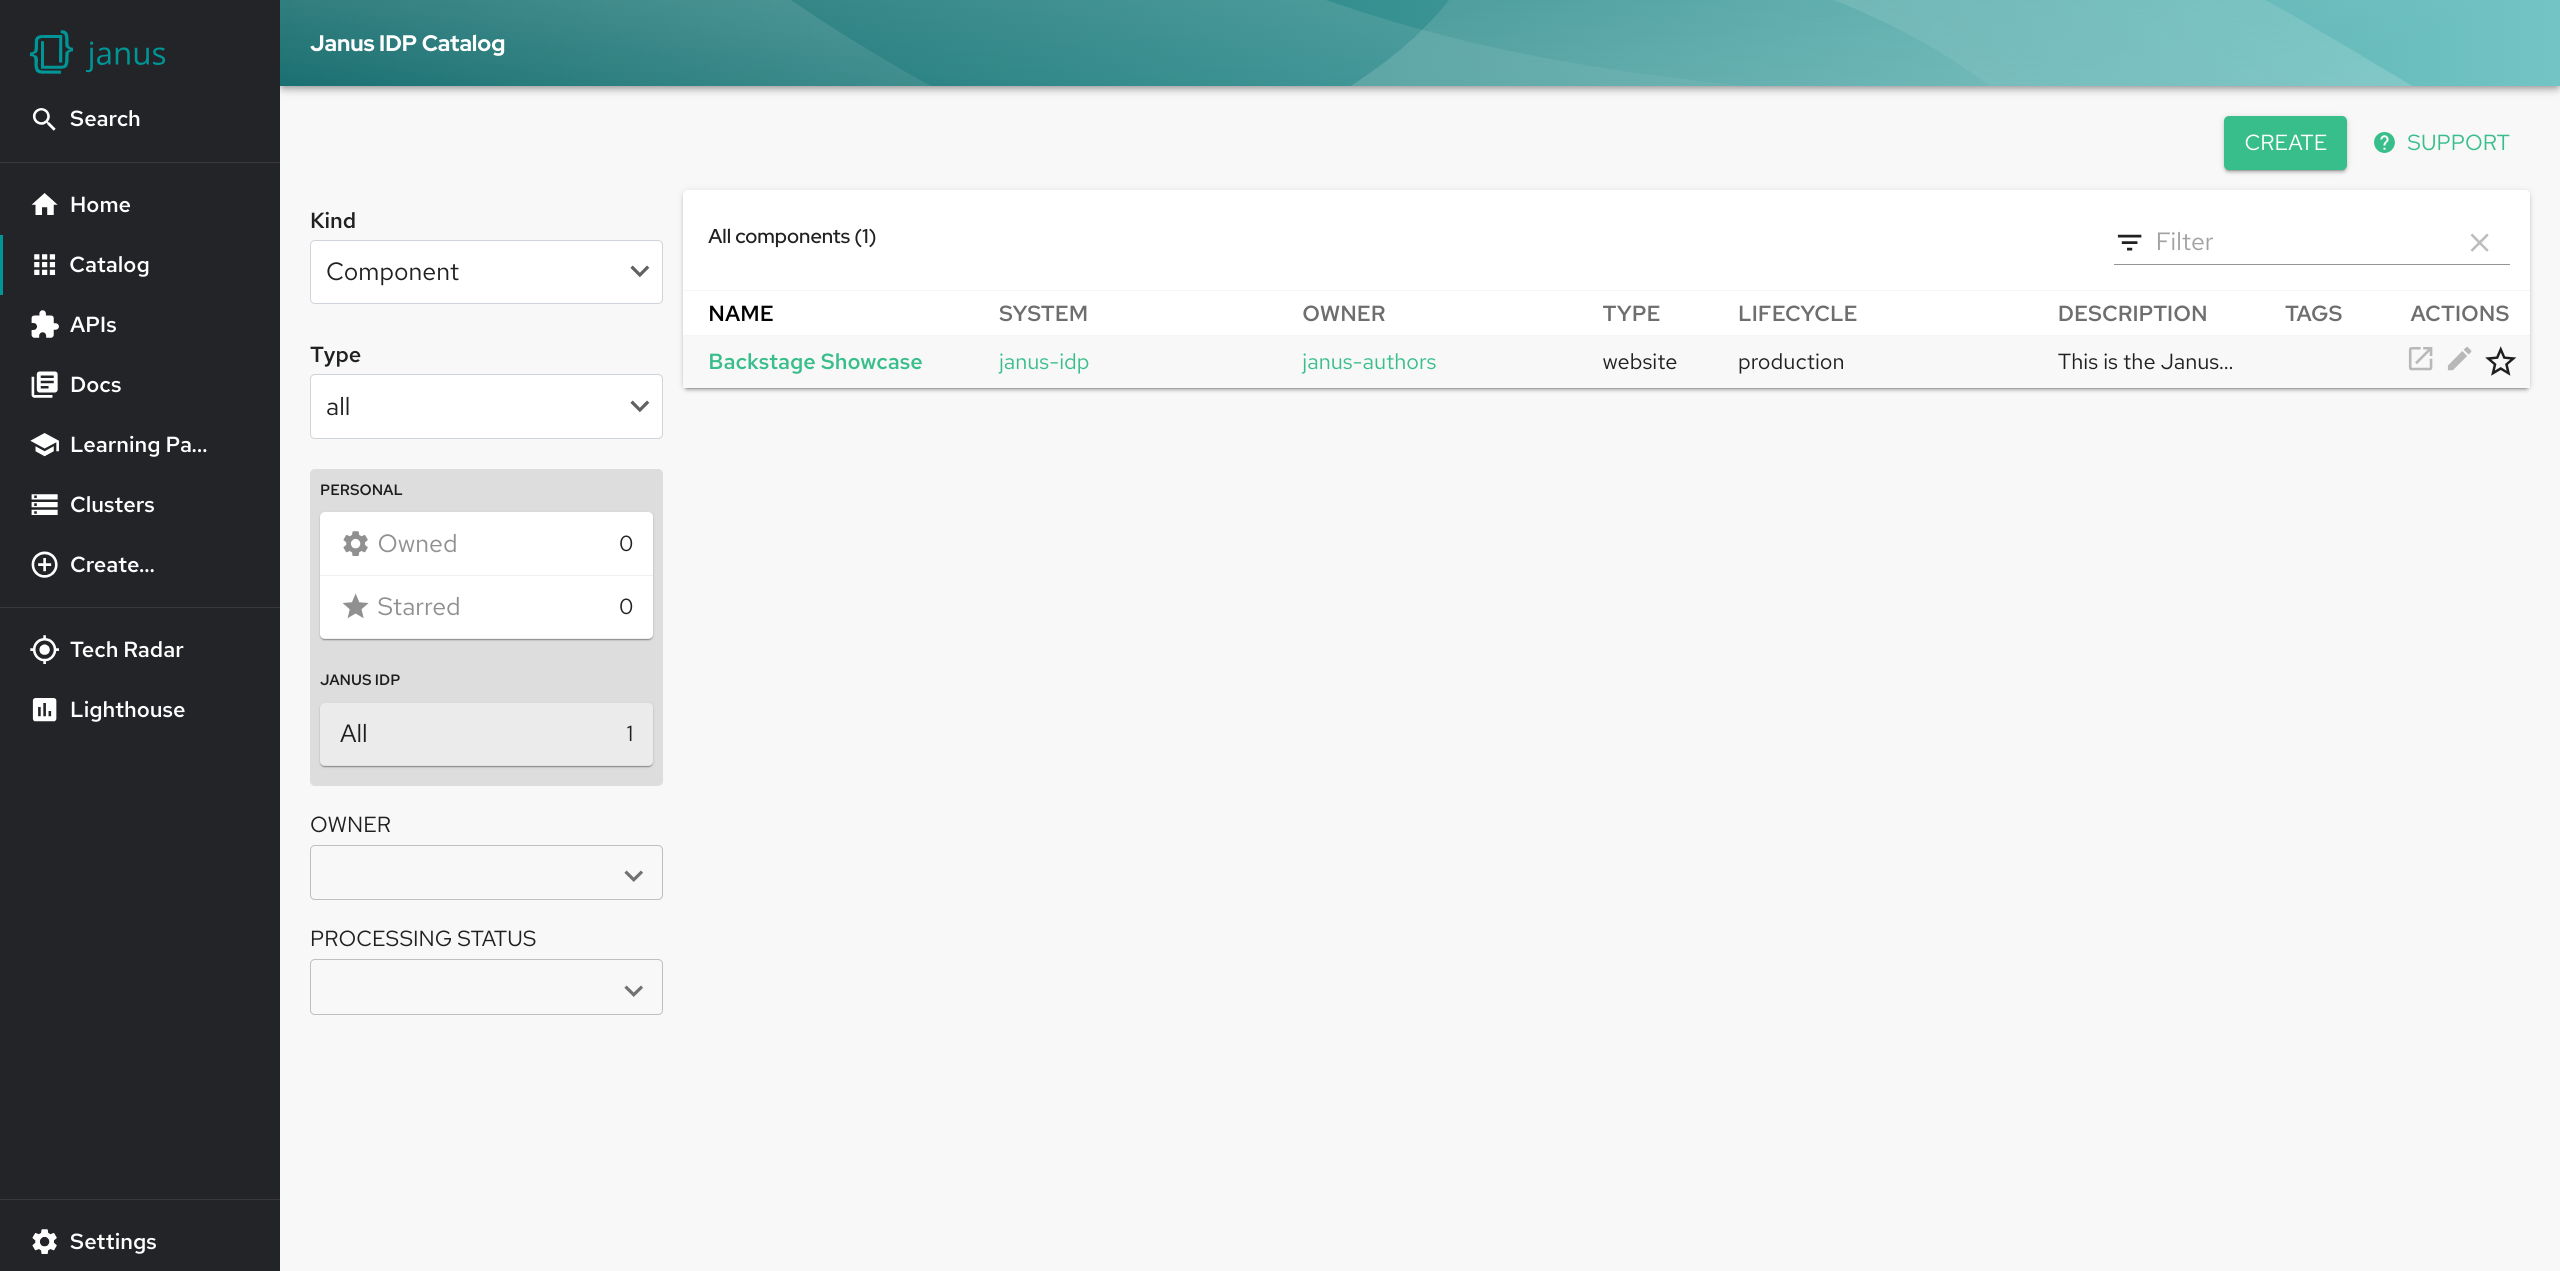 janus
Search
Home
Catalog
APIs
Docs
Learning Pa...
Clusters
Create...
Tech Radar
Lighthouse
Settings
Janus IDP Catalog
CREATE
SUPPORT
Kind
Component
Type
all
PERSONAL
Owned 0
Starred 0
JANUS IDP
All 1
OWNER
PROCESSING STATUS
All components (1)
Filter
NAME SYSTEM OWNER TYPE LIFECYCLE DESCRIPTION TAGS ACTIONS
Backstage Showcase janus-idp janus-authors website production This is the Janus...